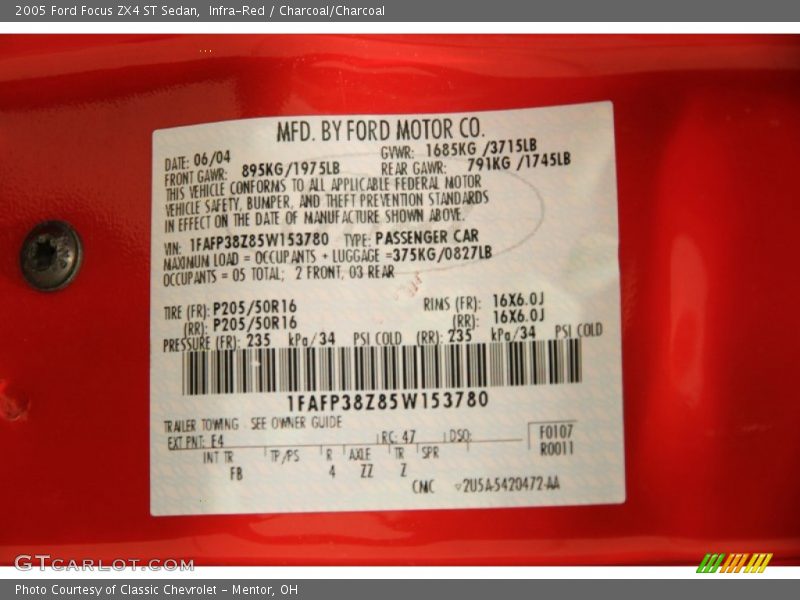 2005 Ford Focus ZX4 ST Sedan, Infra-Red / Charcoal/Charcoal
MFD. BY FORD MOTOR CO.
DATE: 06/04 GVWR: 1685KG /3715LB
FRONT GAWR: 895KG/1975LB REAR GAWR: 791KG /1745LB
THIS VEHICLE CONFORMS TO ALL APPLICABLE FEDERAL MOTOR
VEHICLE SAFETY, BUMPER, AND THEFT PREVENTION STANDARDS
IN EFFECT ON THE DATE OF MANUFACTURE SHOWN ABOVE.
VIN: 1FAFP38Z85W153780 TYPE: PASSENGER CAR
MAXIMUM LOAD = OCCUPANTS + LUGGAGE =375KG/0827LB
OCCUPANTS = 05 TOTAL; 2 FRONT, 03 REAR
TIRE (FR): P205/50R16 RIMS (FR): 16X6.0J
(RR): P205/50R16 (RR): 16X6.0J
PRESSURE (FR): 235 kPa/34 PSI COLD (RR): 235 kPa/34 PSI COLD
1FAFP38Z85W153780
TRAILER TOWING - SEE OWNER GUIDE
EXT PNT: E4 RC: 47 DSO: F0107
R0011
INT TR TP/PS R AXLE TR SPR
FB 4 ZZ Z
CMC 2U5A-5420472-AA
GTCARLOT.COM
Photo Courtesy of Classic Chevrolet - Mentor, OH